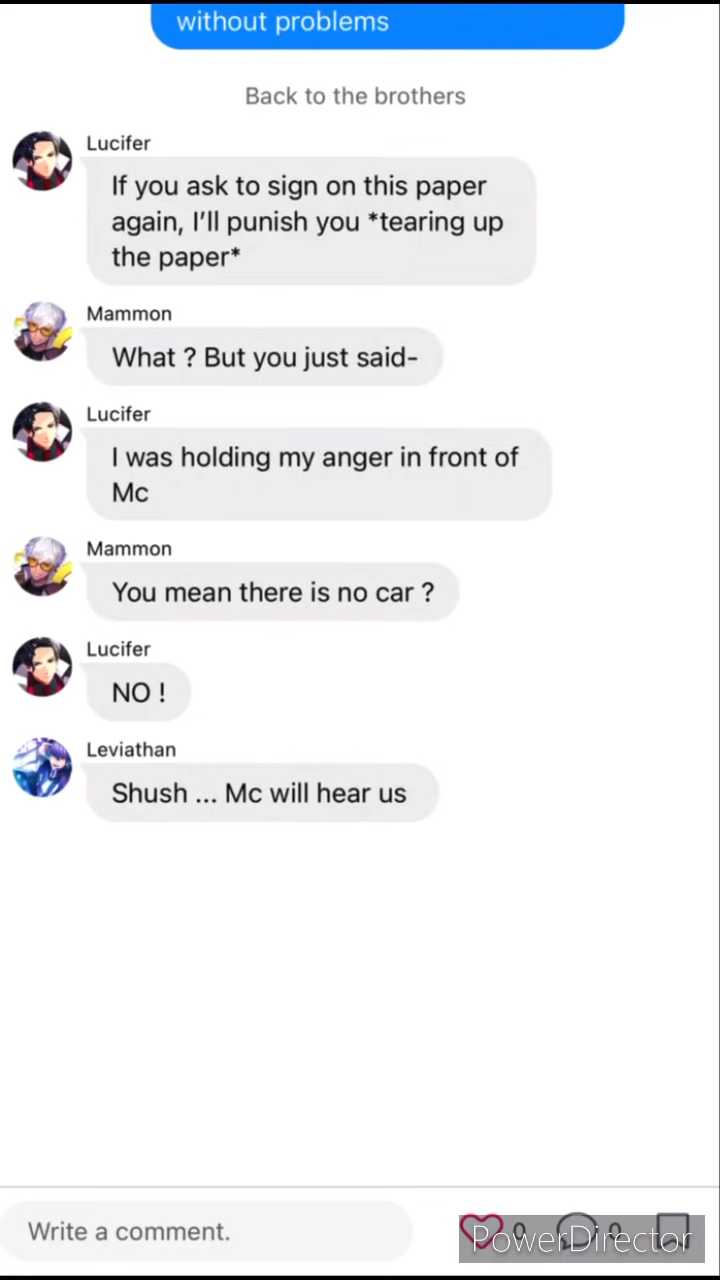 without problems
Back to the brothers
Lucifer
If you ask to sign on this paper
again, I’ll punish you *tearing up
the paper*
Mammon
What ? But you just said-
Lucifer
I was holding my anger in front of
Mc
Mammon
You mean there is no car ?
Lucifer
NO !
Leviathan
Shush ... Mc will hear us
Write a comment.
0
0
PowerDirector